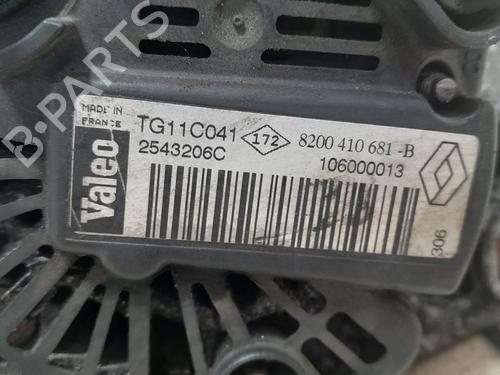 B-PARTS
MADE IN
FRANCE
TG11C041
172
8200 410 681 -B
2543206C
106000013
Valeo
306